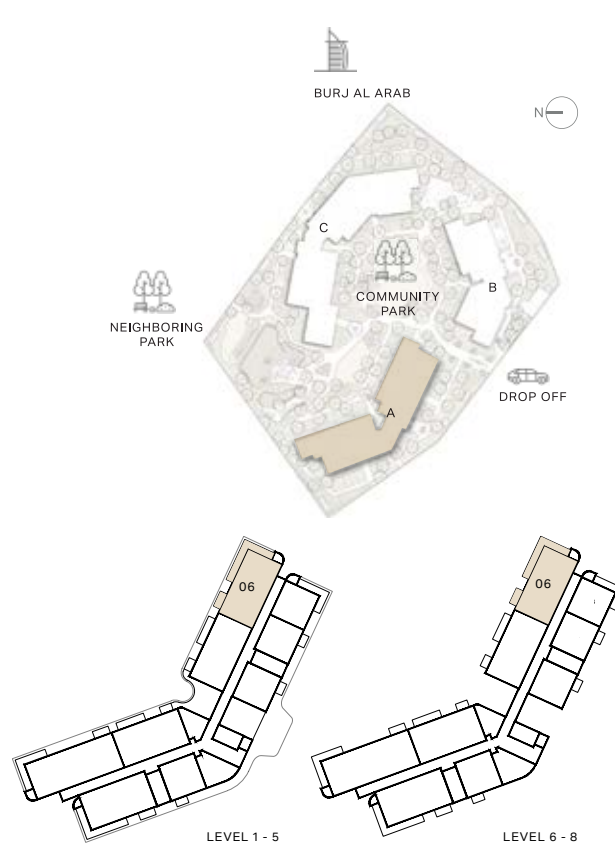 BURJ AL ARAB
N
C
COMMUNITY
PARK
B
NEIGHBORING
PARK
DROP OFF
A
06
06
LEVEL 1 - 5
LEVEL 6 - 8